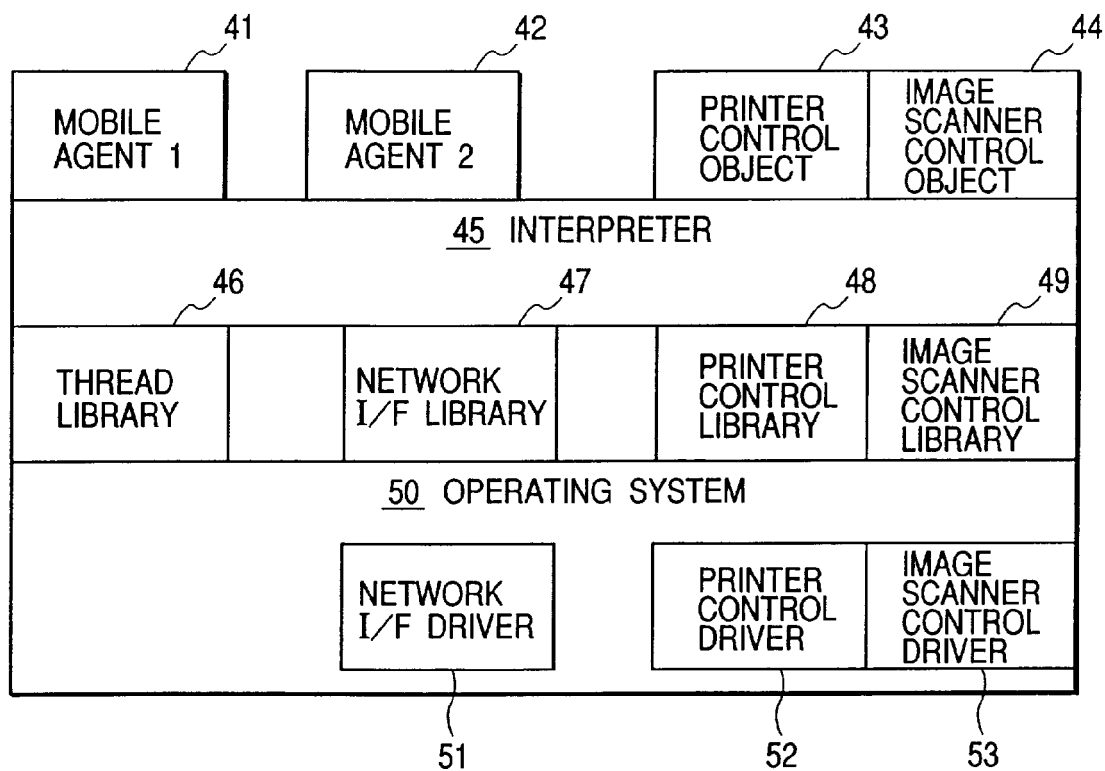 41
42
43
44
MOBILE
AGENT 1
MOBILE
AGENT 2
PRINTER
CONTROL
OBJECT
IMAGE
SCANNER
CONTROL
OBJECT
45 INTERPRETER
46
47
48
49
THREAD
LIBRARY
NETWORK
I/F LIBRARY
PRINTER
CONTROL
LIBRARY
IMAGE
SCANNER
CONTROL
LIBRARY
50 OPERATING SYSTEM
NETWORK
I/F DRIVER
PRINTER
CONTROL
DRIVER
IMAGE
SCANNER
CONTROL
DRIVER
51
52
53